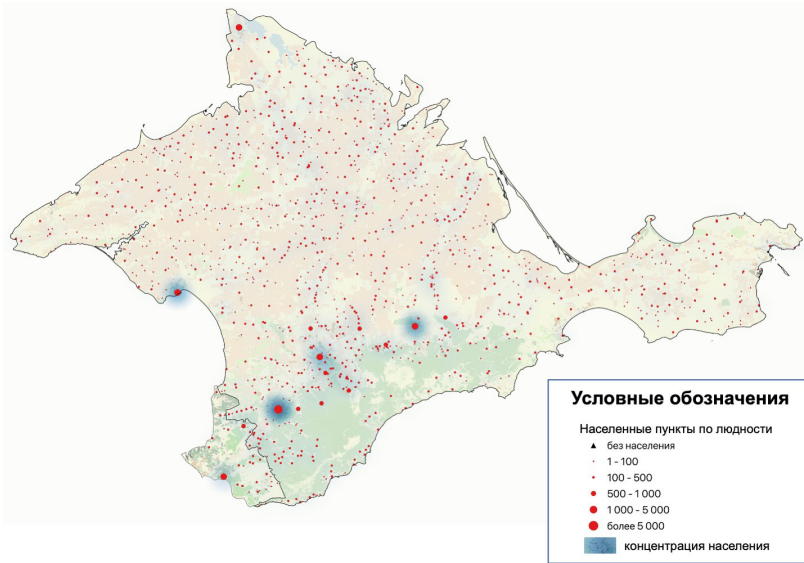 Условные обозначения
Населенные пункты по людности
без населения
1 - 100
100 - 500
500 - 1 000
1 000 - 5 000
более 5 000
концентрация населения